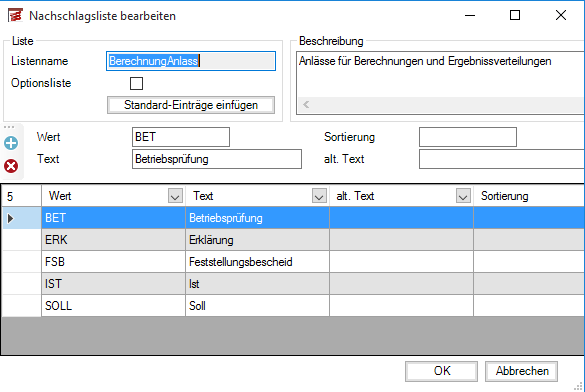 Nachschlagsliste bearbeiten
Liste
Listenname BerechnungAnlass
Optionsliste
Standard-Einträge einfügen
Beschreibung
Anlässe für Berechnungen und Ergebnissverteilungen
Wert BET Sortierung
Text Betriebsprüfung alt. Text
5 Wert Text alt. Text Sortierung
BET Betriebsprüfung
ERK Erklärung
FSB Feststellungsbescheid
IST Ist
SOLL Soll
OK Abbrechen